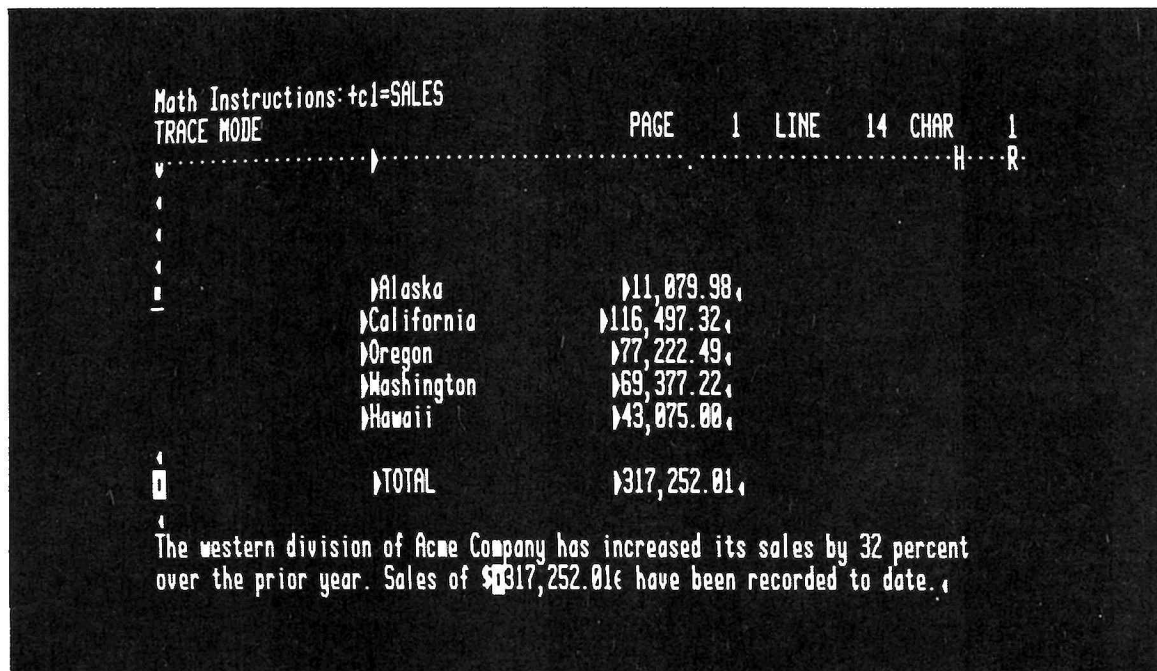 Math Instructions:+c1=SALES
TRACE MODE PAGE 1 LINE 14 CHAR 1
H R
Alaska 11,079.98
California 116,497.32
Oregon 77,222.49
Washington 69,377.22
Hawaii 43,075.00
TOTAL 317,252.01
The western division of Acme Company has increased its sales by 32 percent
over the prior year. Sales of $317,252.01 have been recorded to date.